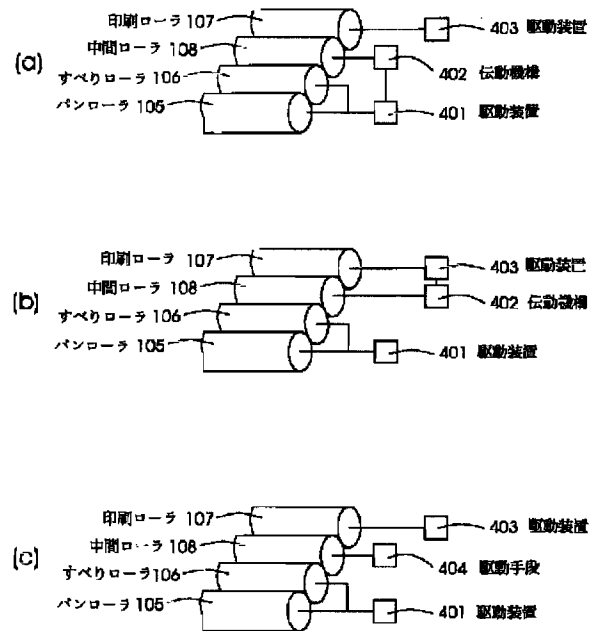 (a)
印刷ローラ 107
中間ローラ 108
すべりローラ 106
パンローラ 105
403 駆動装置
402 伝動機構
401 駆動装置
(b)
印刷ローラ 107
中間ローラ 108
すべりローラ 106
パンローラ 105
403 駆動装置
402 伝動機構
401 駆動装置
(c)
印刷ローラ 107
中間ローラ 108
すべりローラ106
パンローラ 105
403 駆動装置
404 駆動手段
401 駆動装置